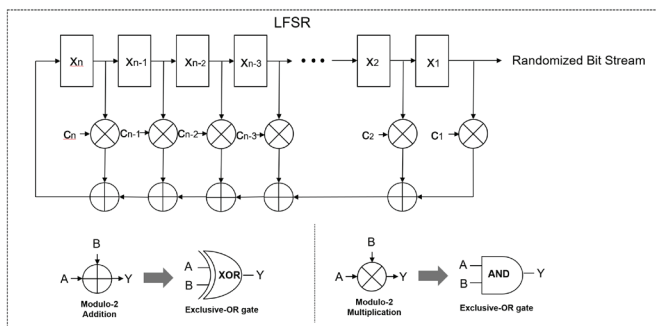 LFSR
Xn Xn-1 Xn-2 Xn-3 X2 X1 Randomized Bit Stream
Cn Cn-1 Cn-2 Cn-3 C2 C1
B
A Y
Modulo-2
Addition
A
B
XOR
Y
Exclusive-OR gate
B
A Y
Modulo-2
Multiplication
A
B
AND
Y
Exclusive-OR gate